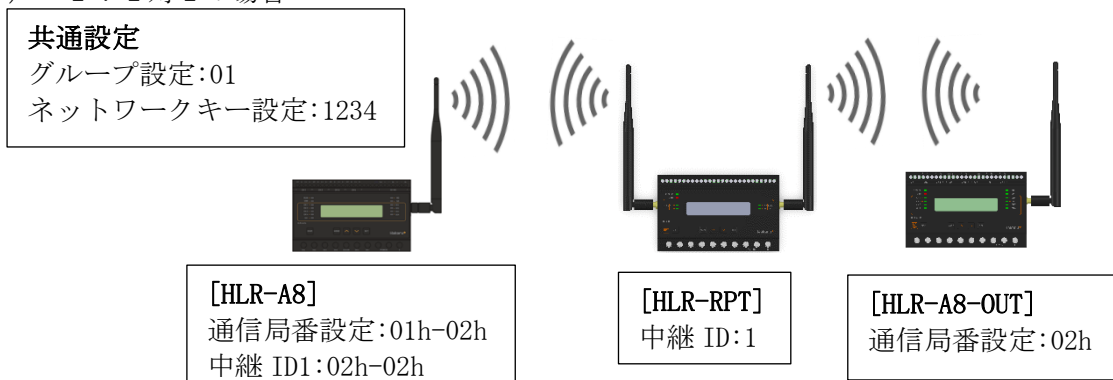 共通設定
グループ設定:01
ネットワークキー設定:1234
[HLR-A8]
通信局番設定:01h-02h
中継 ID1:02h-02h
[HLR-RPT]
中継 ID:1
[HLR-A8-OUT]
通信局番設定:02h